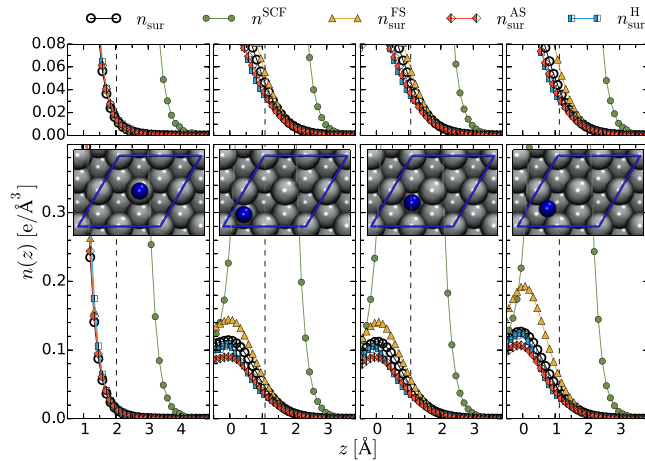 n_sur n^SCF n_sur^FS n_sur^AS n_sur^H
0.08
0.06
0.04
0.02
0.00
n(z) [e/Å³]
0.3
0.2
0.1
0.0
1 2 3 4 0 1 2 3 0 1 2 3 0 1 2 3
z [Å]